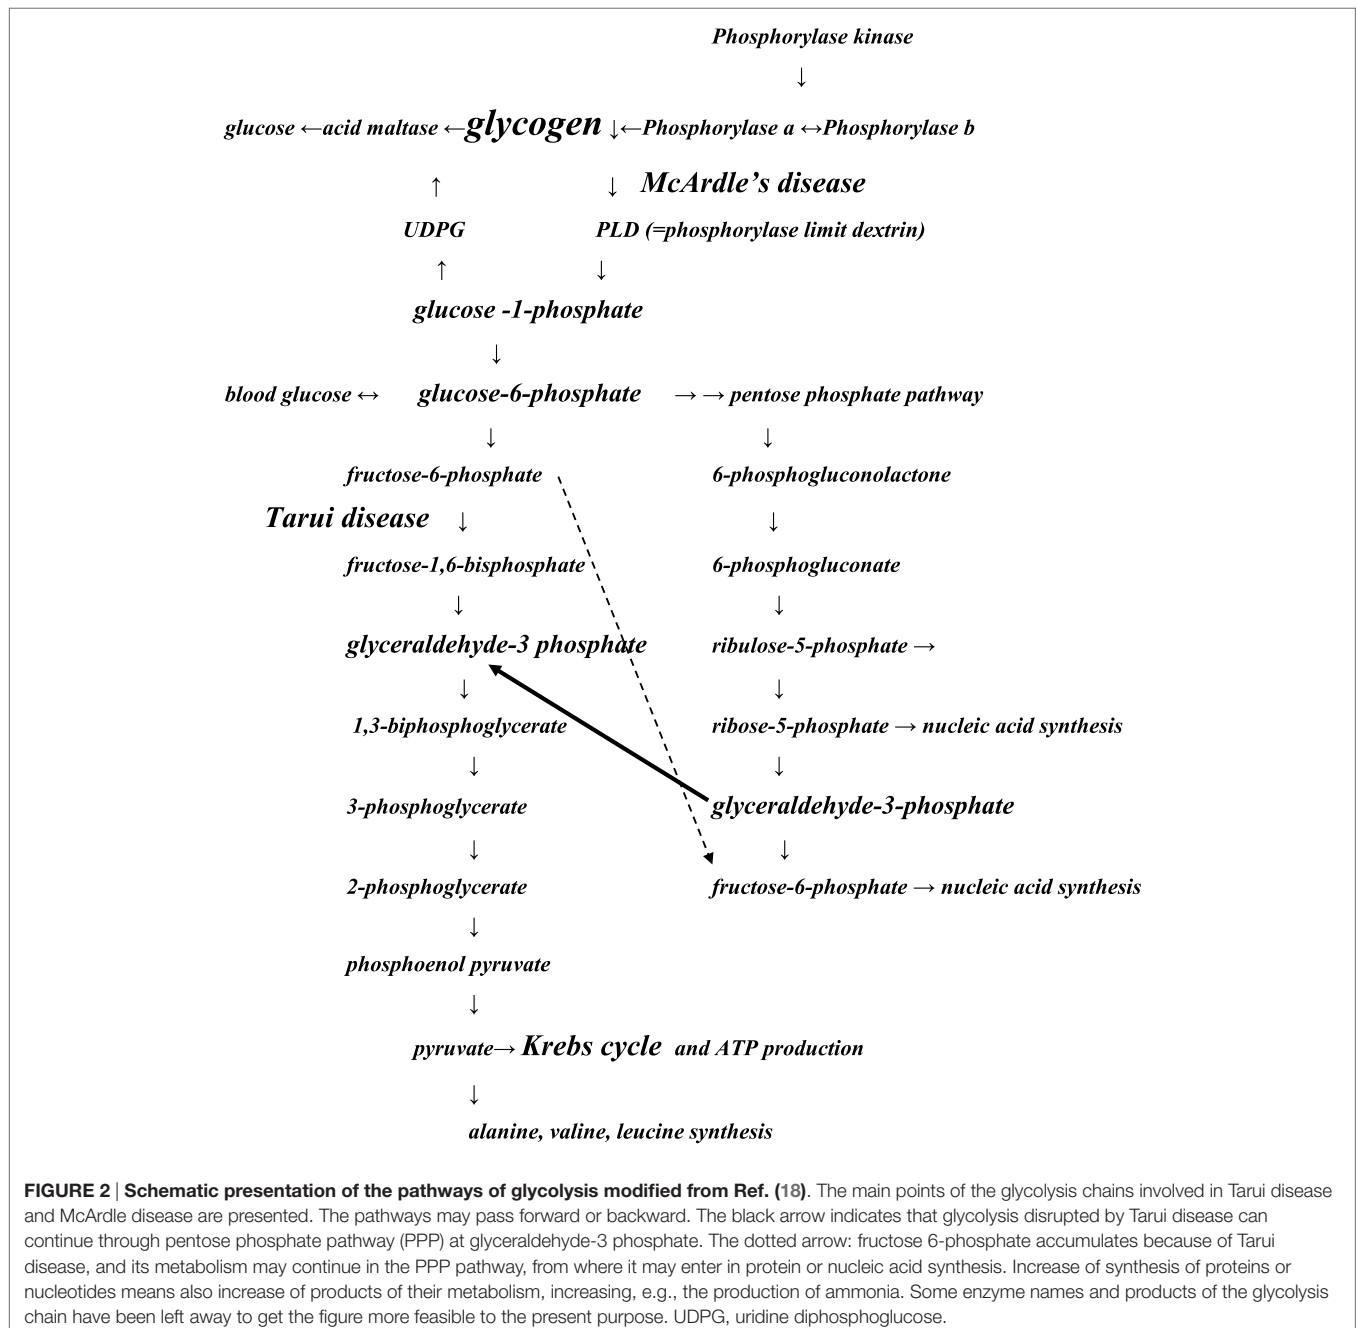 Phosphorylase kinase
↓
glucose ←acid maltase ←glycogen ↓←Phosphorylase a ↔Phosphorylase b
↑ ↓ McArdle’s disease
UDPG PLD (=phosphorylase limit dextrin)
↑ ↓
glucose -1-phosphate
↓
blood glucose ↔ glucose-6-phosphate → → pentose phosphate pathway
↓ ↓
fructose-6-phosphate 6-phosphogluconolactone
Tarui disease ↓ ↓
fructose-1,6-bisphosphate 6-phosphogluconate
↓ ↓
glyceraldehyde-3 phosphate ribulose-5-phosphate →
↓ ↓
1,3-biphosphoglycerate ribose-5-phosphate → nucleic acid synthesis
↓ ↓
3-phosphoglycerate glyceraldehyde-3-phosphate
↓ ↓
2-phosphoglycerate fructose-6-phosphate → nucleic acid synthesis
↓
phosphoenol pyruvate
↓
pyruvate→ Krebs cycle and ATP production
↓
alanine, valine, leucine synthesis
FIGURE 2 | Schematic presentation of the pathways of glycolysis modified from Ref. (18). The main points of the glycolysis chains involved in Tarui disease
and McArdle disease are presented. The pathways may pass forward or backward. The black arrow indicates that glycolysis disrupted by Tarui disease can
continue through pentose phosphate pathway (PPP) at glyceraldehyde-3 phosphate. The dotted arrow: fructose 6-phosphate accumulates because of Tarui
disease, and its metabolism may continue in the PPP pathway, from where it may enter in protein or nucleic acid synthesis. Increase of synthesis of proteins or
nucleotides means also increase of products of their metabolism, increasing, e.g., the production of ammonia. Some enzyme names and products of the glycolysis
chain have been left away to get the figure more feasible to the present purpose. UDPG, uridine diphosphoglucose.